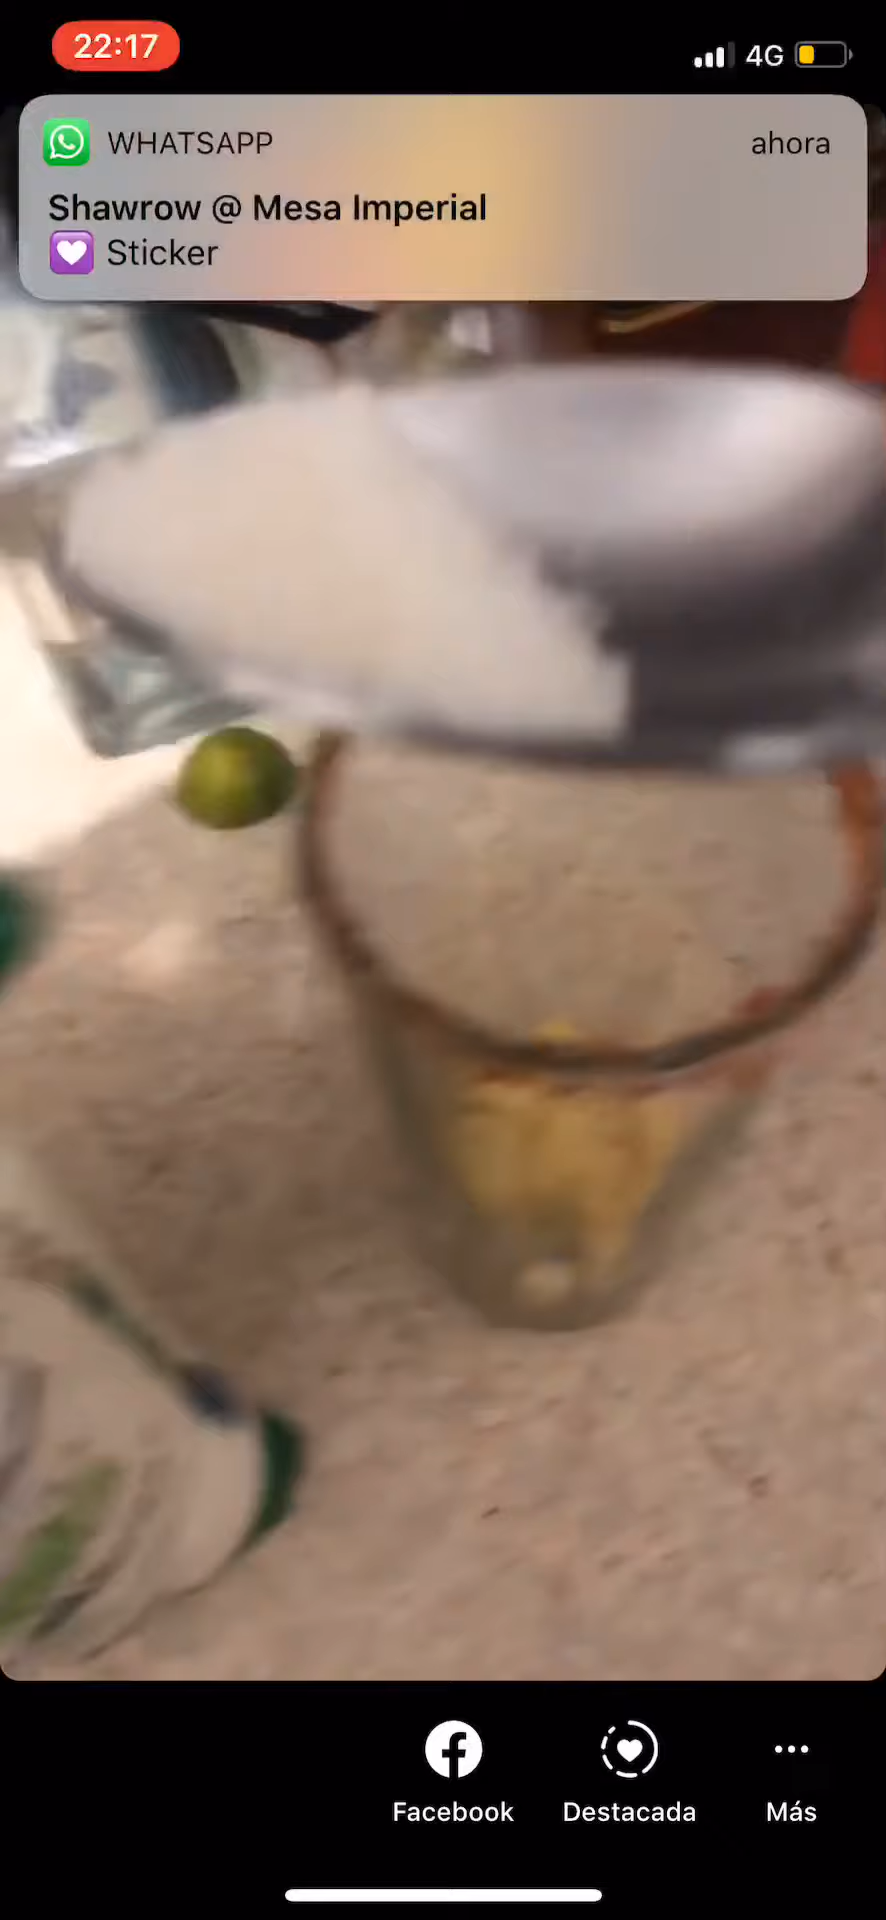 22:17
4G
WHATSAPP
ahora
Shawrow @ Mesa Imperial
💜 Sticker
Facebook
Destacada
Más